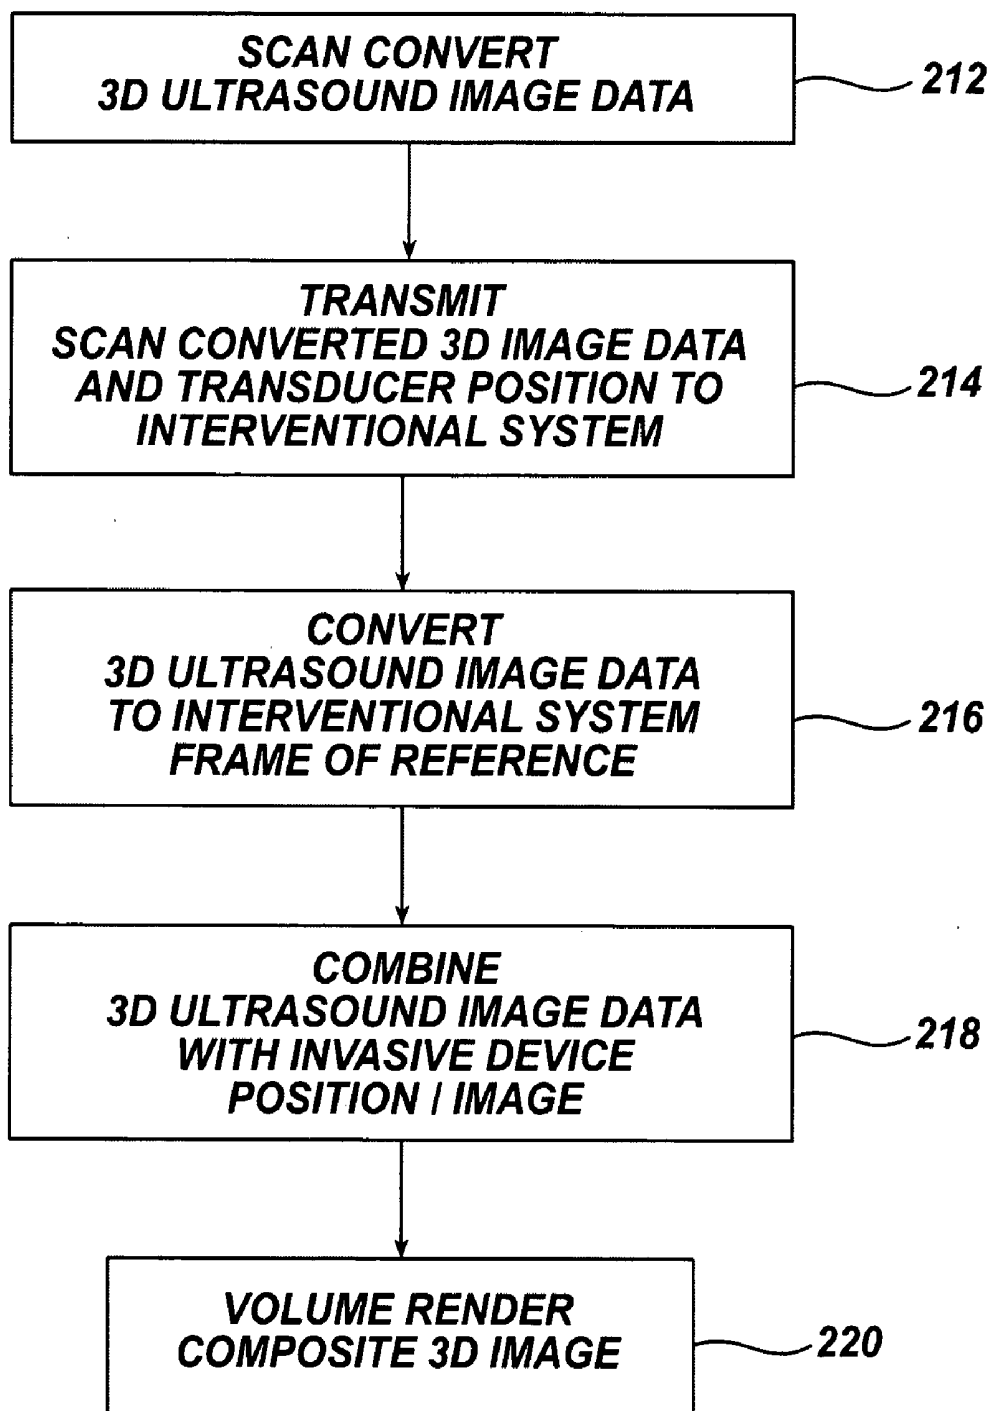 SCAN CONVERT
3D ULTRASOUND IMAGE DATA
212
TRANSMIT
SCAN CONVERTED 3D IMAGE DATA
AND TRANSDUCER POSITION TO
INTERVENTIONAL SYSTEM
214
CONVERT
3D ULTRASOUND IMAGE DATA
TO INTERVENTIONAL SYSTEM
FRAME OF REFERENCE
216
COMBINE
3D ULTRASOUND IMAGE DATA
WITH INVASIVE DEVICE
POSITION / IMAGE
218
VOLUME RENDER
COMPOSITE 3D IMAGE
220